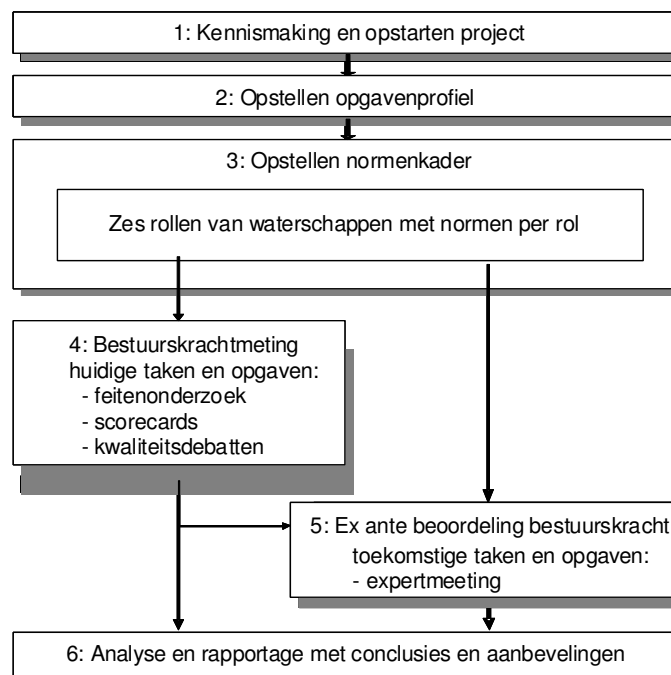 1: Kennismaking en opstarten project
2: Opstellen opgavenprofiel
3: Opstellen normenkader
Zes rollen van waterschappen met normen per rol
4: Bestuurskrachtmeting
huidige taken en opgaven:
- feitenonderzoek
- scorecards
- kwaliteitsdebatten
5: Ex ante beoordeling bestuurskracht
toekomstige taken en opgaven:
- expertmeeting
6: Analyse en rapportage met conclusies en aanbevelingen